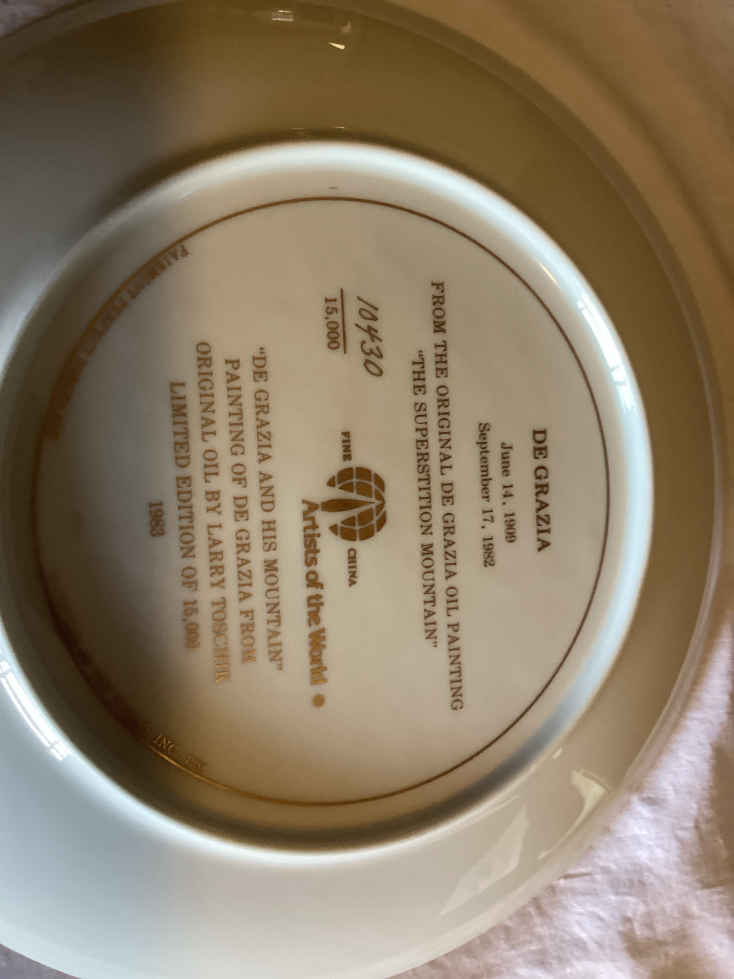 DE GRAZIA
June 14, 1909
September 17, 1982
FROM THE ORIGINAL DE GRAZIA OIL PAINTING
"THE SUPERSTITION MOUNTAIN"
10430
15,000
FINE CHINA
Artists of the World
"DE GRAZIA AND HIS MOUNTAIN"
PAINTING OF DE GRAZIA FROM
ORIGINAL OIL BY LARRY TOSCHIK
LIMITED EDITION OF 15,000
1983
FAIRMONT
INC.